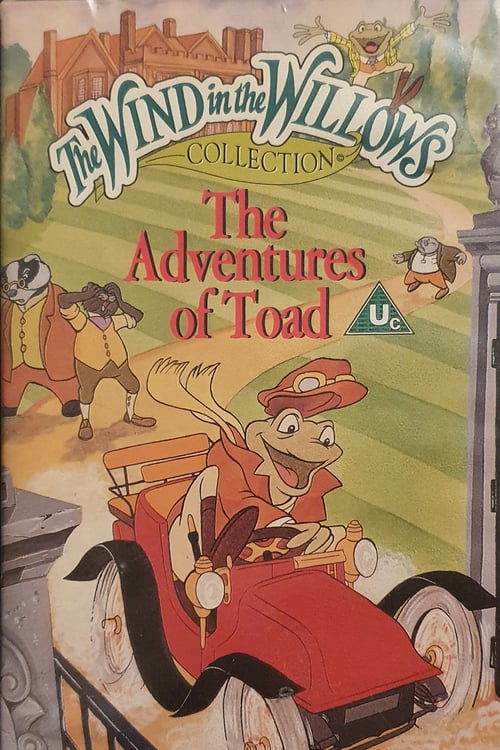 The WIND in the WILLOWS
COLLECTION ©
The
Adventures
of Toad
Uc